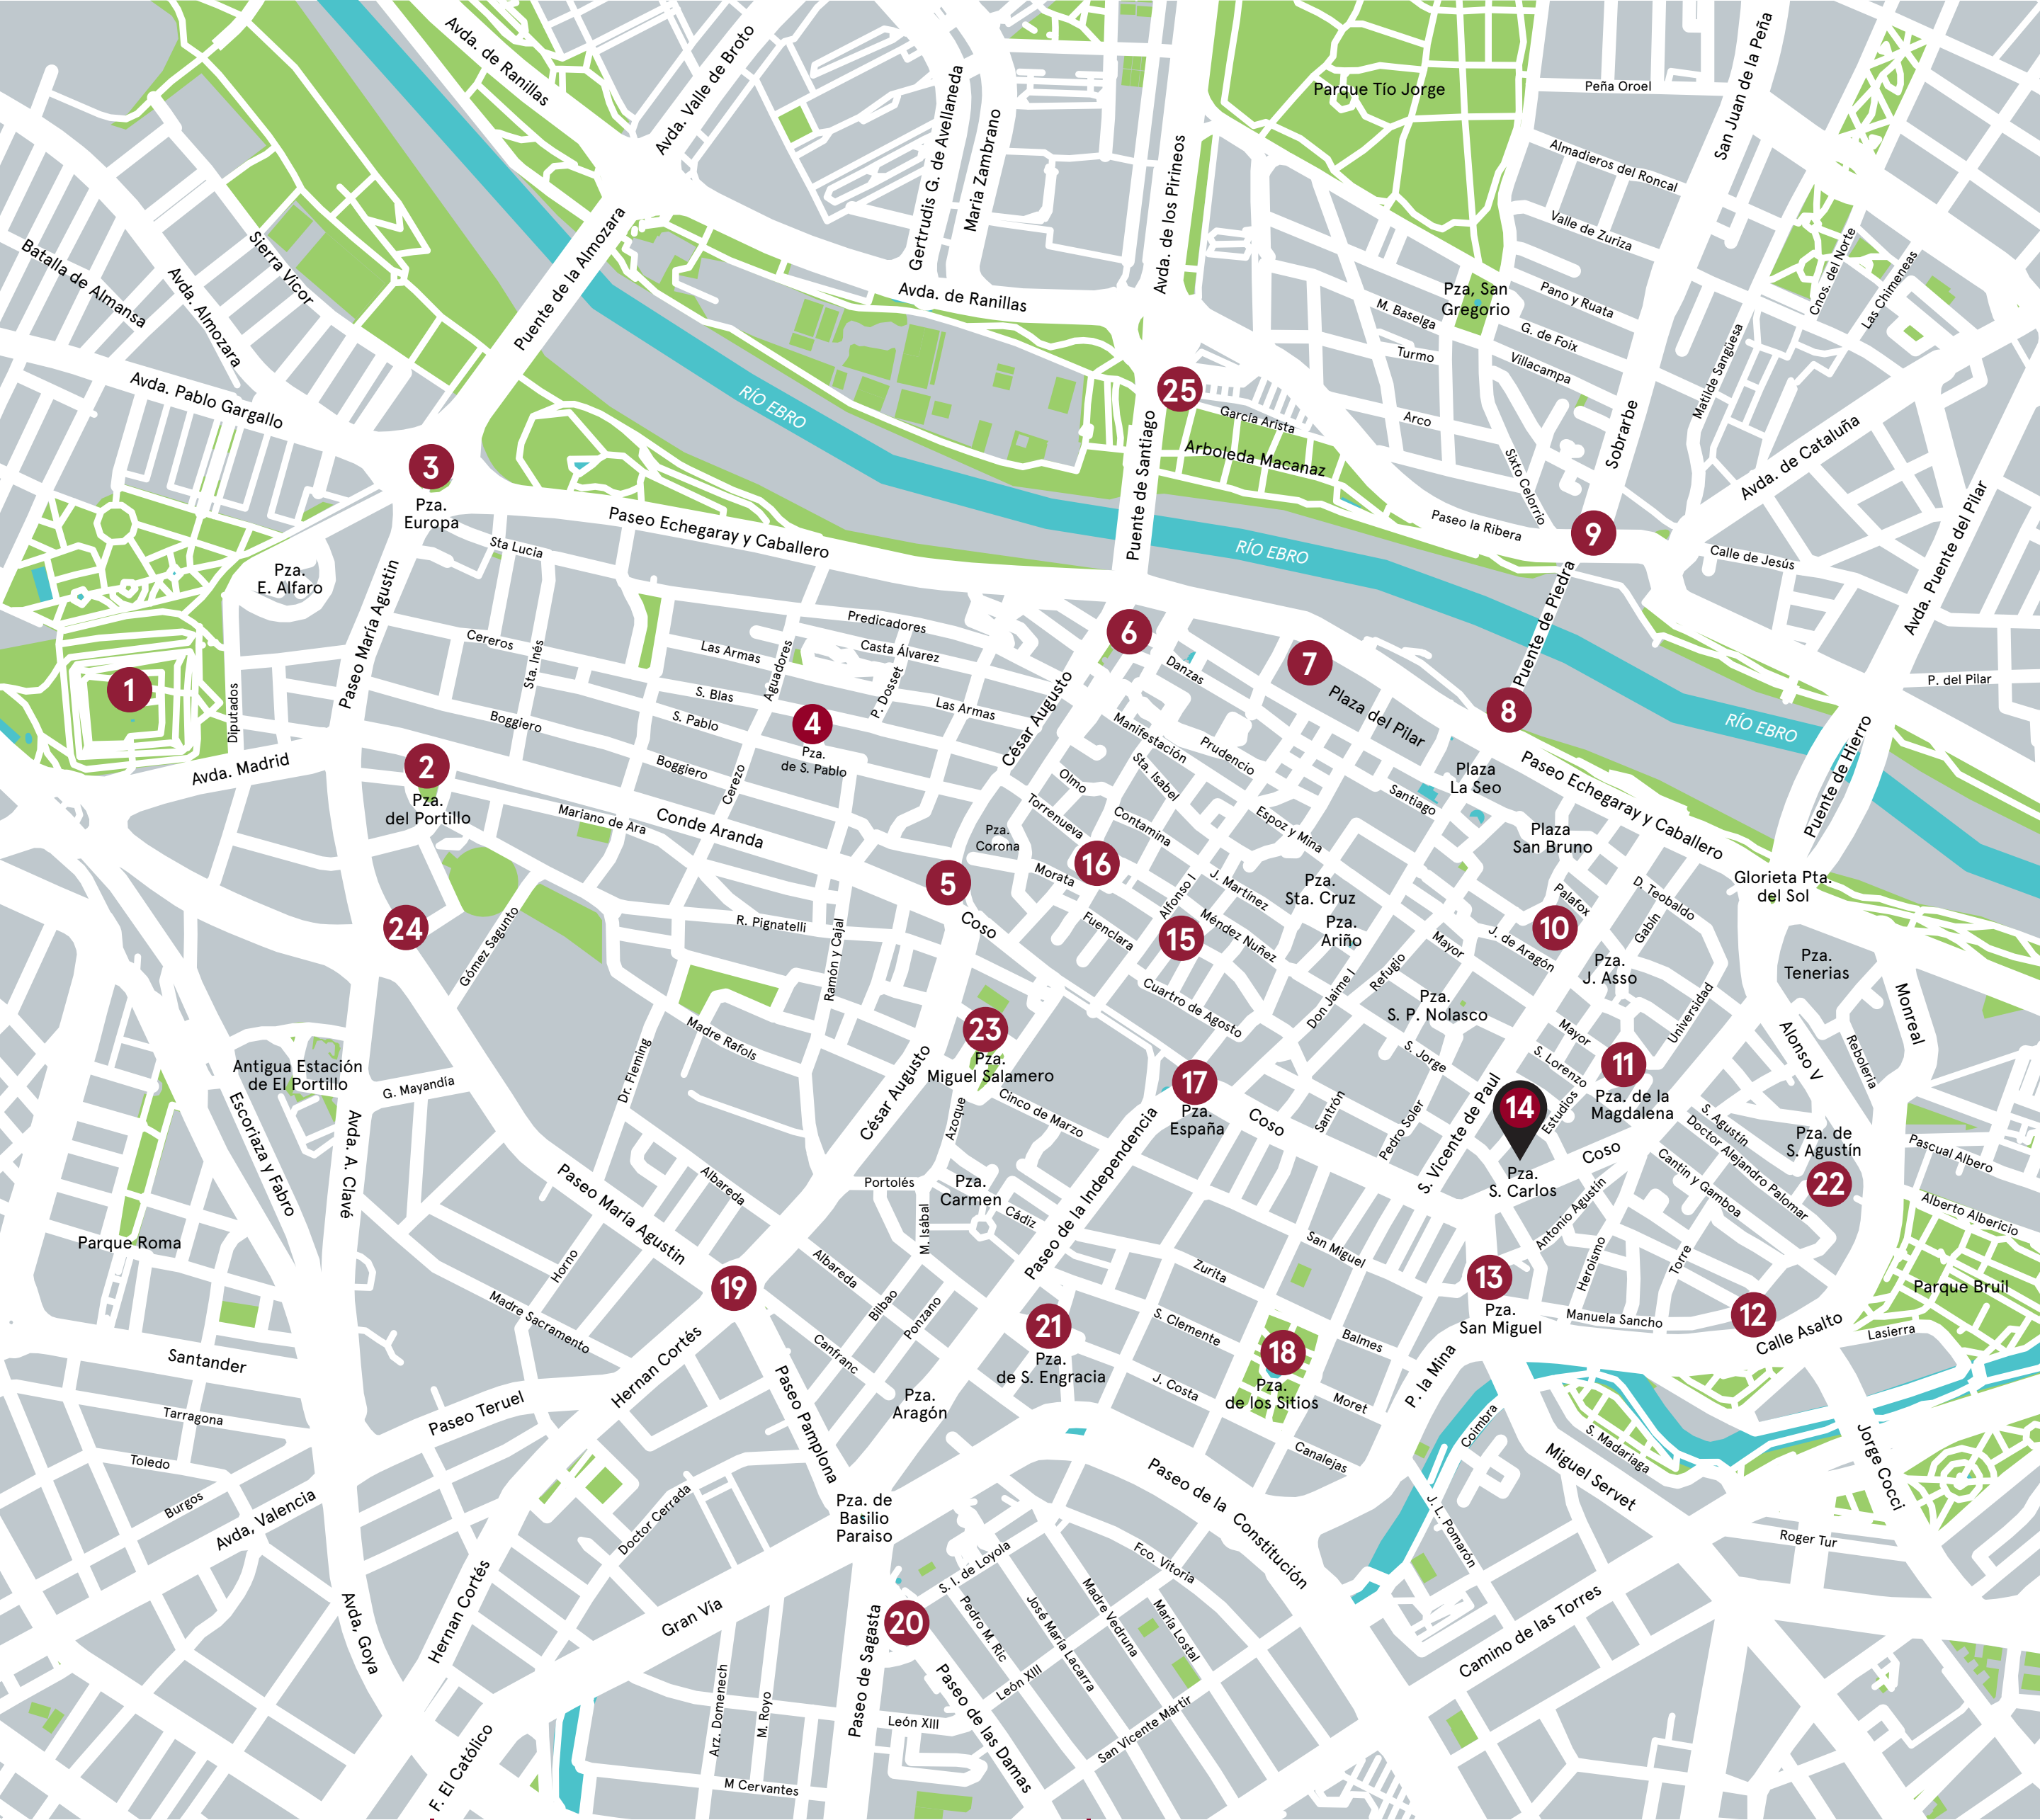 Avda. de Ranillas
Avda. Valle de Broto
Gertrudis G. de Avellaneda
Maria Zambrano
Avda. de los Pirineos
Parque Tío Jorge
Peña Oroel
San Juan de la Peña
Almadieros del Roncal
Valle de Zuriza
Cnos. del Norte
Las Chimeneas
Batalla de Almansa
Avda. Almozara
Sierra Vicor
Puente de la Almozara
Avda. de Ranillas
Pza, San
Gregorio
Pano y Ruata
M. Baselga
G. de Foix
Turmo
Villacampa
Matilde Sangüesa
Avda. Pablo Gargallo
RÍO EBRO
25
García Arista
Arco
Sobrarbe
Avda. de Cataluña
Puente de Santiago
Arboleda Macanaz
Sixto Celorrio
3
Pza.
Europa
Paseo Echegaray y Caballero
Paseo la Ribera
9
Avda. Puente del Pilar
Sta Lucia
RÍO EBRO
Calle de Jesús
Pza.
E. Alfaro
Paseo María Agustin
Puente de Piedra
Predicadores
Cereros
Sta. Inés
Las Armas
Casta Álvarez
Aguadores
P. Dosset
6
Danzas
7
Plaza del Pilar
8
P. del Pilar
1
Diputados
S. Blas
Las Armas
S. Pablo
4
Pza.
de S. Pablo
César Augusto
Manifestación
Prudencio
RÍO EBRO
Puente de Hierro
Boggiero
Avda. Madrid
2
Pza.
del Portillo
Boggiero
Cerezo
Olmo
Sta. Isabel
Plaza
La Seo
Santiago
Paseo Echegaray y Caballero
Mariano de Ara
Conde Aranda
Torrenueva
Contamina
Espoz y Mina
Plaza
San Bruno
Pza.
Corona
5
Coso
16
Morata
Alfonso I
J. Martinez
Pza.
Sta. Cruz
Pza.
Ariño
Glorieta Pta.
del Sol
Palafox
D. Teobaldo
10
Gabín
24
Gómez Sagunto
R. Pignatelli
Ramón y Cajal
Fuenclara
15
Méndez Nuñez
Mayor
J. de Aragón
Pza.
J. Asso
Pza.
Tenerias
Monreal
Refugio
Don Jaime I
Cuartro de Agosto
Pza.
S. P. Nolasco
Universidad
Madre Rafols
23
Pza.
Miguel Salamero
Mayor
S. Jorge
S. Lorenzo
11
Pza. de la
Magdalena
Alonso V
Reboleria
Antigua Estación
de El Portillo
G. Mayandía
Dr. Fleming
César Augusto
Azoque
Cinco de Marzo
17
Pza.
España
Coso
Santrón
Pedro Soler
S. Vicente de Paul
14
Estudios
Pza.
S. Carlos
Coso
S. Agustín
Doctor Alejandro Palomar
Pza. de
S. Agustín
22
Pascual Albero
Escoriaza y Fabro
Avda. A. Clavé
Paseo María Agustin
Albareda
Portolés
Pza.
Carmen
Cádiz
M. Isábal
Paseo de la Independencia
Cantin y Gamboa
Antonio Agustín
Alberto Albericio
Parque Roma
Horno
Albareda
San Miguel
Heroismo
Torre
Parque Bruil
19
Zurita
13
Pza.
San Miguel
Manuela Sancho
12
Calle Asalto
Lasierra
Madre Sacramento
Bilbao
Ponzano
21
Pza.
de S. Engracia
S. Clemente
18
Pza.
de los Sitios
Balmes
Santander
Hernan Cortés
Canfranc
Pza.
Aragón
J. Costa
Moret
P. la Mina
Tarragona
Paseo Teruel
Paseo Pamplona
Canalejas
Coimbra
S. Madariaga
Miguel Servet
Jorge Cocci
Toledo
Burgos
Avda, Valencia
Doctor Cerrada
Pza. de
Basilio
Paraiso
Paseo de la Constitución
J. L. Pomarón
Roger Tur
Avda, Goya
Hernan Cortés
Gran Vía
S. I. de Loyola
Fco. Vitoria
20
Paseo de Sagasta
Pedro M. Ric
José María Lacarra
Madre Vedruna
María Lostal
Camino de las Torres
León XIII
Arz. Domenech
M. Royo
León XIII
Paseo de las Damas
San Vicente Mártir
F. El Católico
M Cervantes